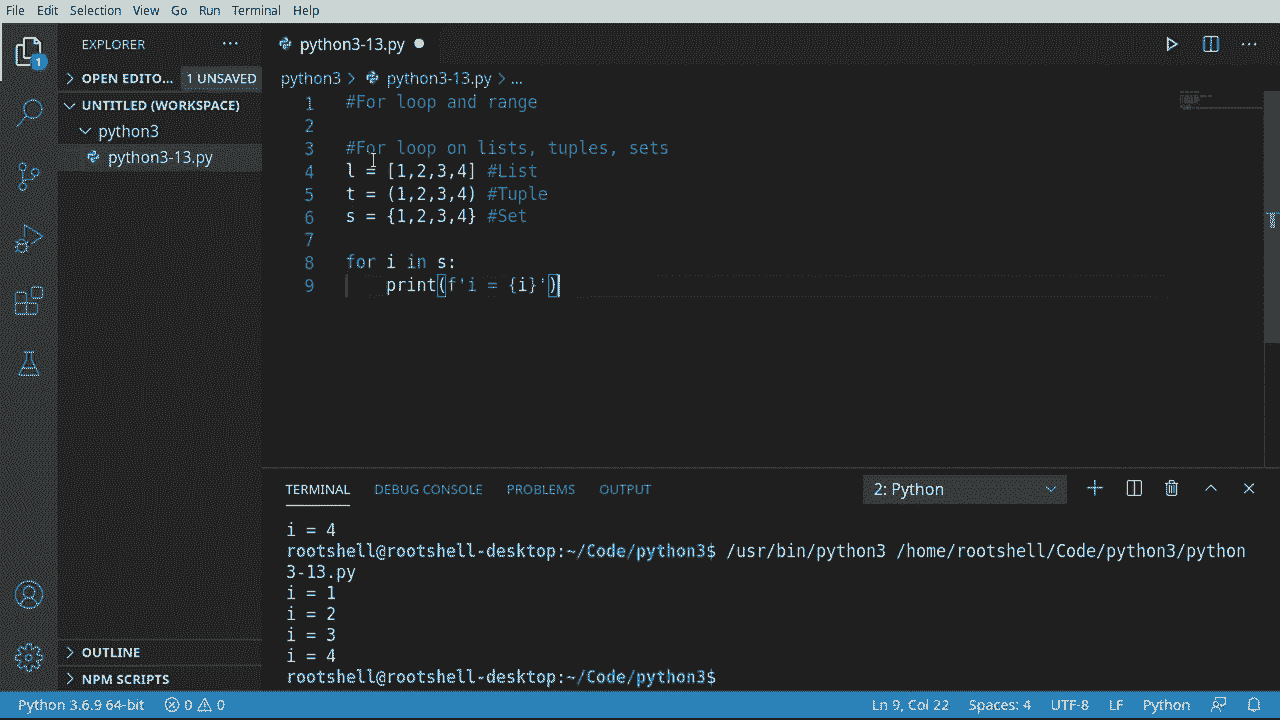 File Edit Selection View Go Run Terminal Help
EXPLORER ...
python3-13.py
OPEN EDITO... 1 UNSAVED
python3 > python3-13.py > ...
UNTITLED (WORKSPACE)
python3
python3-13.py
1
1 #For loop and range
2
3 #For loop on lists, tuples, sets
4 l = [1,2,3,4] #List
5 t = (1,2,3,4) #Tuple
6 s = {1,2,3,4} #Set
7
8 for i in s:
9 print(f'i = {i}')
TERMINAL DEBUG CONSOLE PROBLEMS OUTPUT 2: Python
i = 4
rootshell@rootshell-desktop:~/Code/python3$ /usr/bin/python3 /home/rootshell/Code/python3/python
3-13.py
i = 1
i = 2
i = 3
i = 4
rootshell@rootshell-desktop:~/Code/python3$
OUTLINE
NPM SCRIPTS
Python 3.6.9 64-bit 0 0 Ln 9, Col 22 Spaces: 4 UTF-8 LF Python